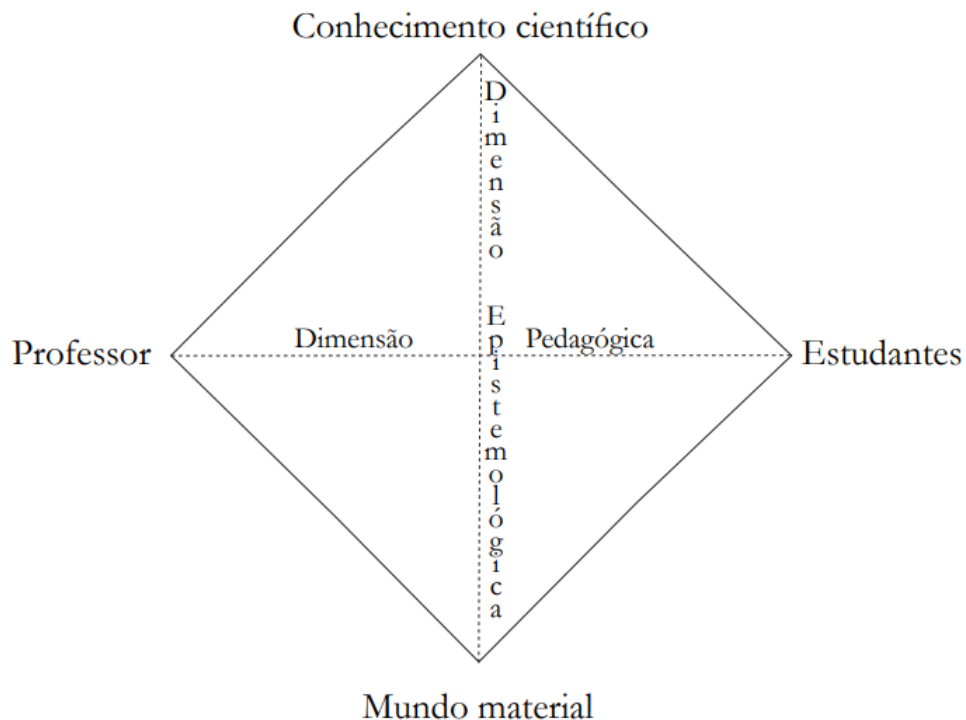 Conhecimento científico
Dimensão Epistemológica
Dimensão Pedagógica
Professor
Estudantes
Mundo material